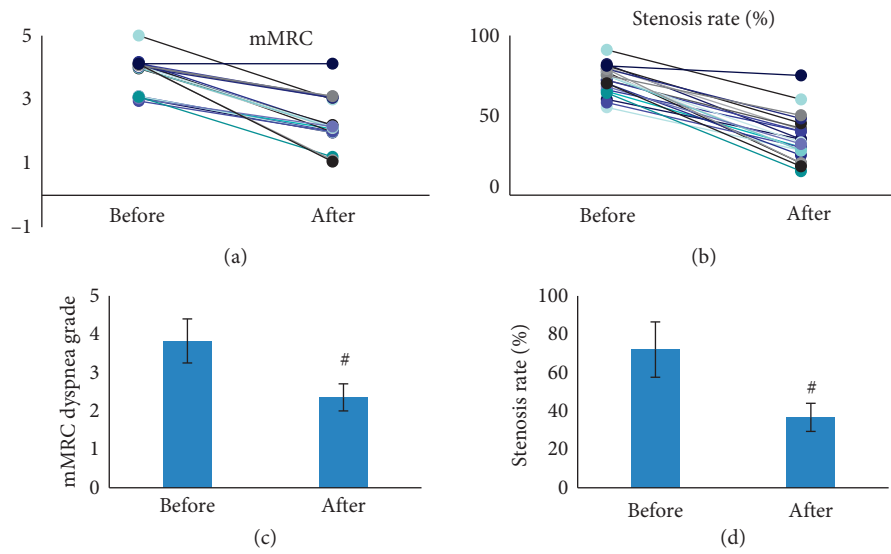 mMRC
5
3
1
–1
Before
After
(a)
Stenosis rate (%)
100
50
0
Before
After
(b)
mMRC dyspnea grade
5
4
3
2
1
0
#
Before
After
(c)
Stenosis rate (%)
100
80
60
40
20
0
#
Before
After
(d)